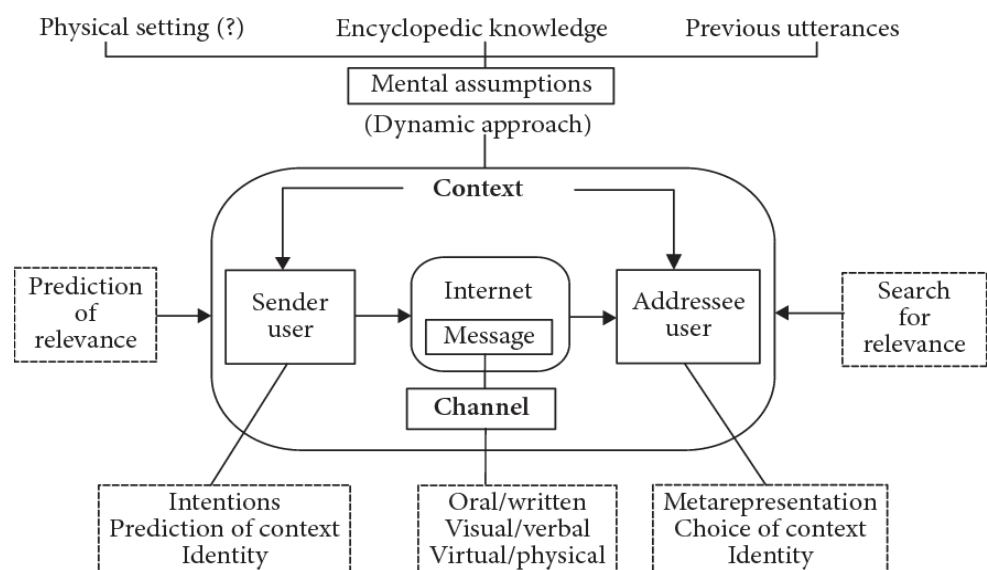 Physical setting (?)
Encyclopedic knowledge
Previous utterances
Mental assumptions
(Dynamic approach)
Context
Prediction
of
relevance
Sender
user
Internet
Message
Addressee
user
Search
for
relevance
Channel
Intentions
Prediction of context
Identity
Oral/written
Visual/verbal
Virtual/physical
Metarepresentation
Choice of context
Identity